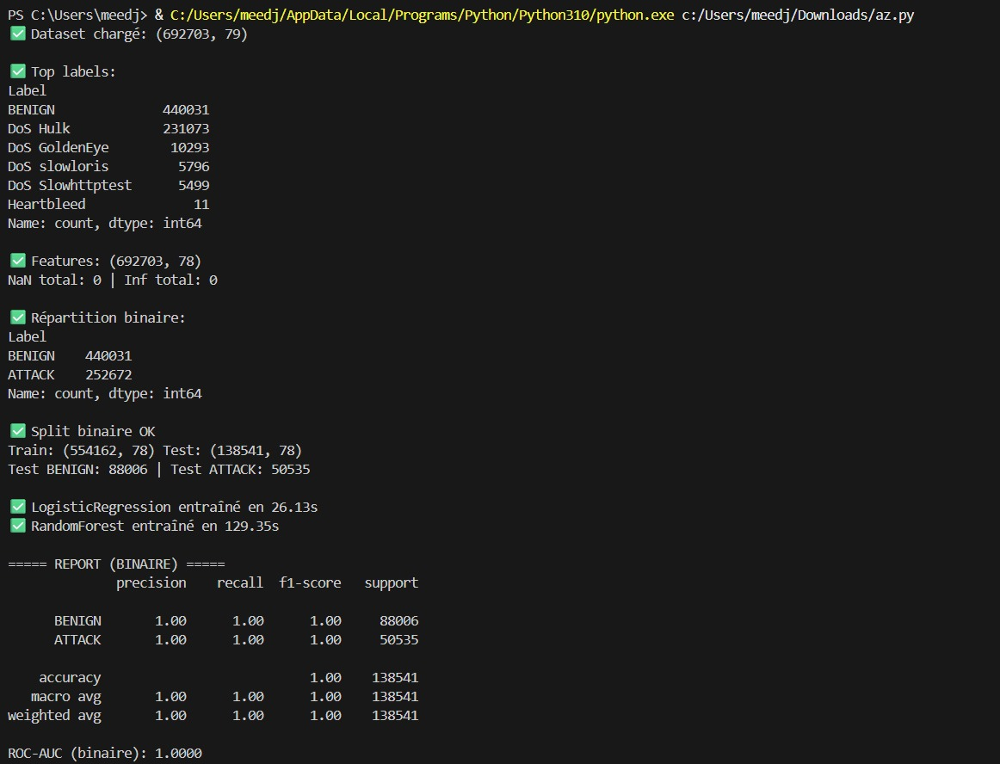 PS C:\Users\meedj> & C:/Users/meedj/AppData/Local/Programs/Python/Python310/python.exe c:/Users/meedj/Downloads/az.py
✅ Dataset chargé: (692703, 79)

✅ Top labels:
Label
BENIGN              440031
DoS Hulk            231073
DoS GoldenEye        10293
DoS slowloris         5796
DoS Slowhttptest      5499
Heartbleed              11
Name: count, dtype: int64

✅ Features: (692703, 78)
NaN total: 0 | Inf total: 0

✅ Répartition binaire:
Label
BENIGN    440031
ATTACK    252672
Name: count, dtype: int64

✅ Split binaire OK
Train: (554162, 78) Test: (138541, 78)
Test BENIGN: 88006 | Test ATTACK: 50535

✅ LogisticRegression entraîné en 26.13s
✅ RandomForest entraîné en 129.35s

===== REPORT (BINAIRE) =====
              precision    recall  f1-score   support

      BENIGN       1.00      1.00      1.00     88006
      ATTACK       1.00      1.00      1.00     50535

    accuracy                           1.00    138541
   macro avg       1.00      1.00      1.00    138541
weighted avg       1.00      1.00      1.00    138541

ROC-AUC (binaire): 1.0000